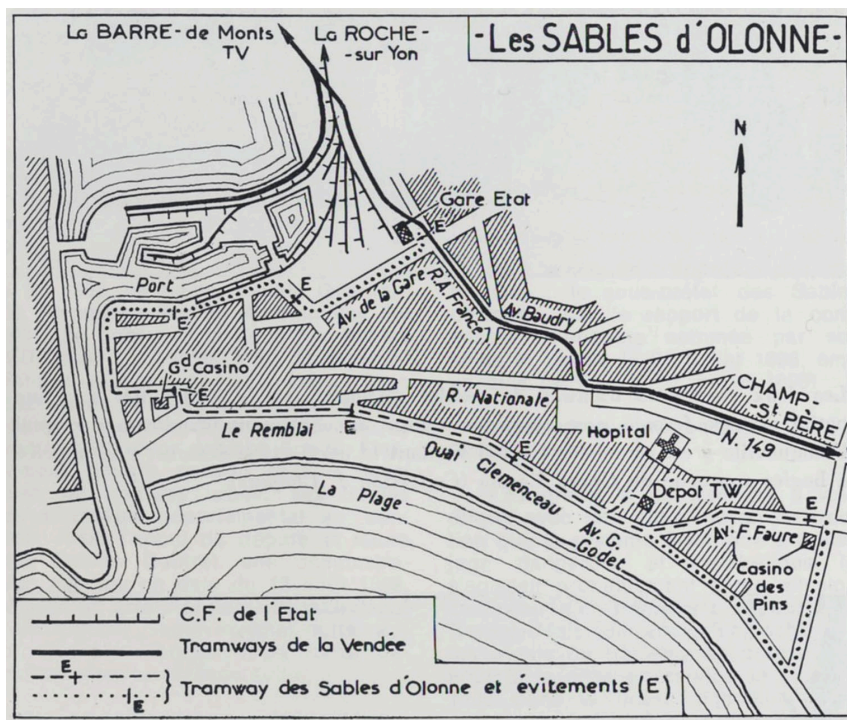 La BARRE - de Monts
TV
La ROCHE -
- sur Yon
- Les SABLES d'OLONNE -
N
Gare Etat
E
Port
E
E
Av. de la Gare
R.A. France
Av. Baudry
Gd Casino
E
Le Remblai
E
R. Nationale
CHAMP-
- St PÈRE
N. 149
Hopital
Quai Clemenceau
E
La Plage
Depot TW
E
Av. G.
Godet
Av. F. Faure
Casino
des
Pins
C.F. de l'Etat
Tramways de la Vendée
E
E
Tramway des Sables d'Olonne et évitements (E)